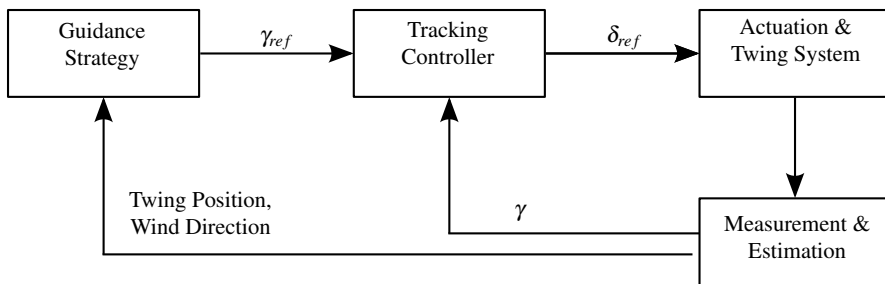 Guidance
Strategy
γref
Tracking
Controller
δref
Actuation &
Twing System
Twing Position,
Wind Direction
γ
Measurement &
Estimation